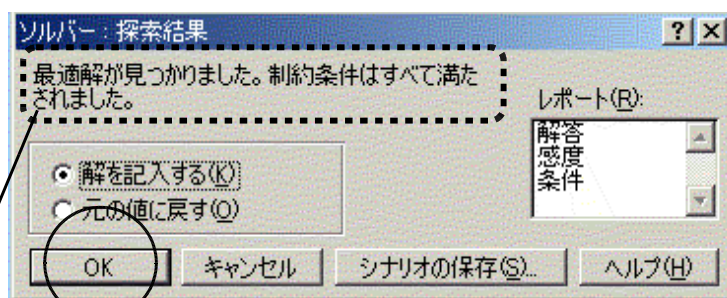 ソルバー：探索結果
最適解が見つかりました。制約条件はすべて満た
されました。
レポート(R):
解答
感度
条件
解を記入する(K)
元の値に戻す(O)
OK
キャンセル
シナリオの保存(S)...
ヘルプ(H)